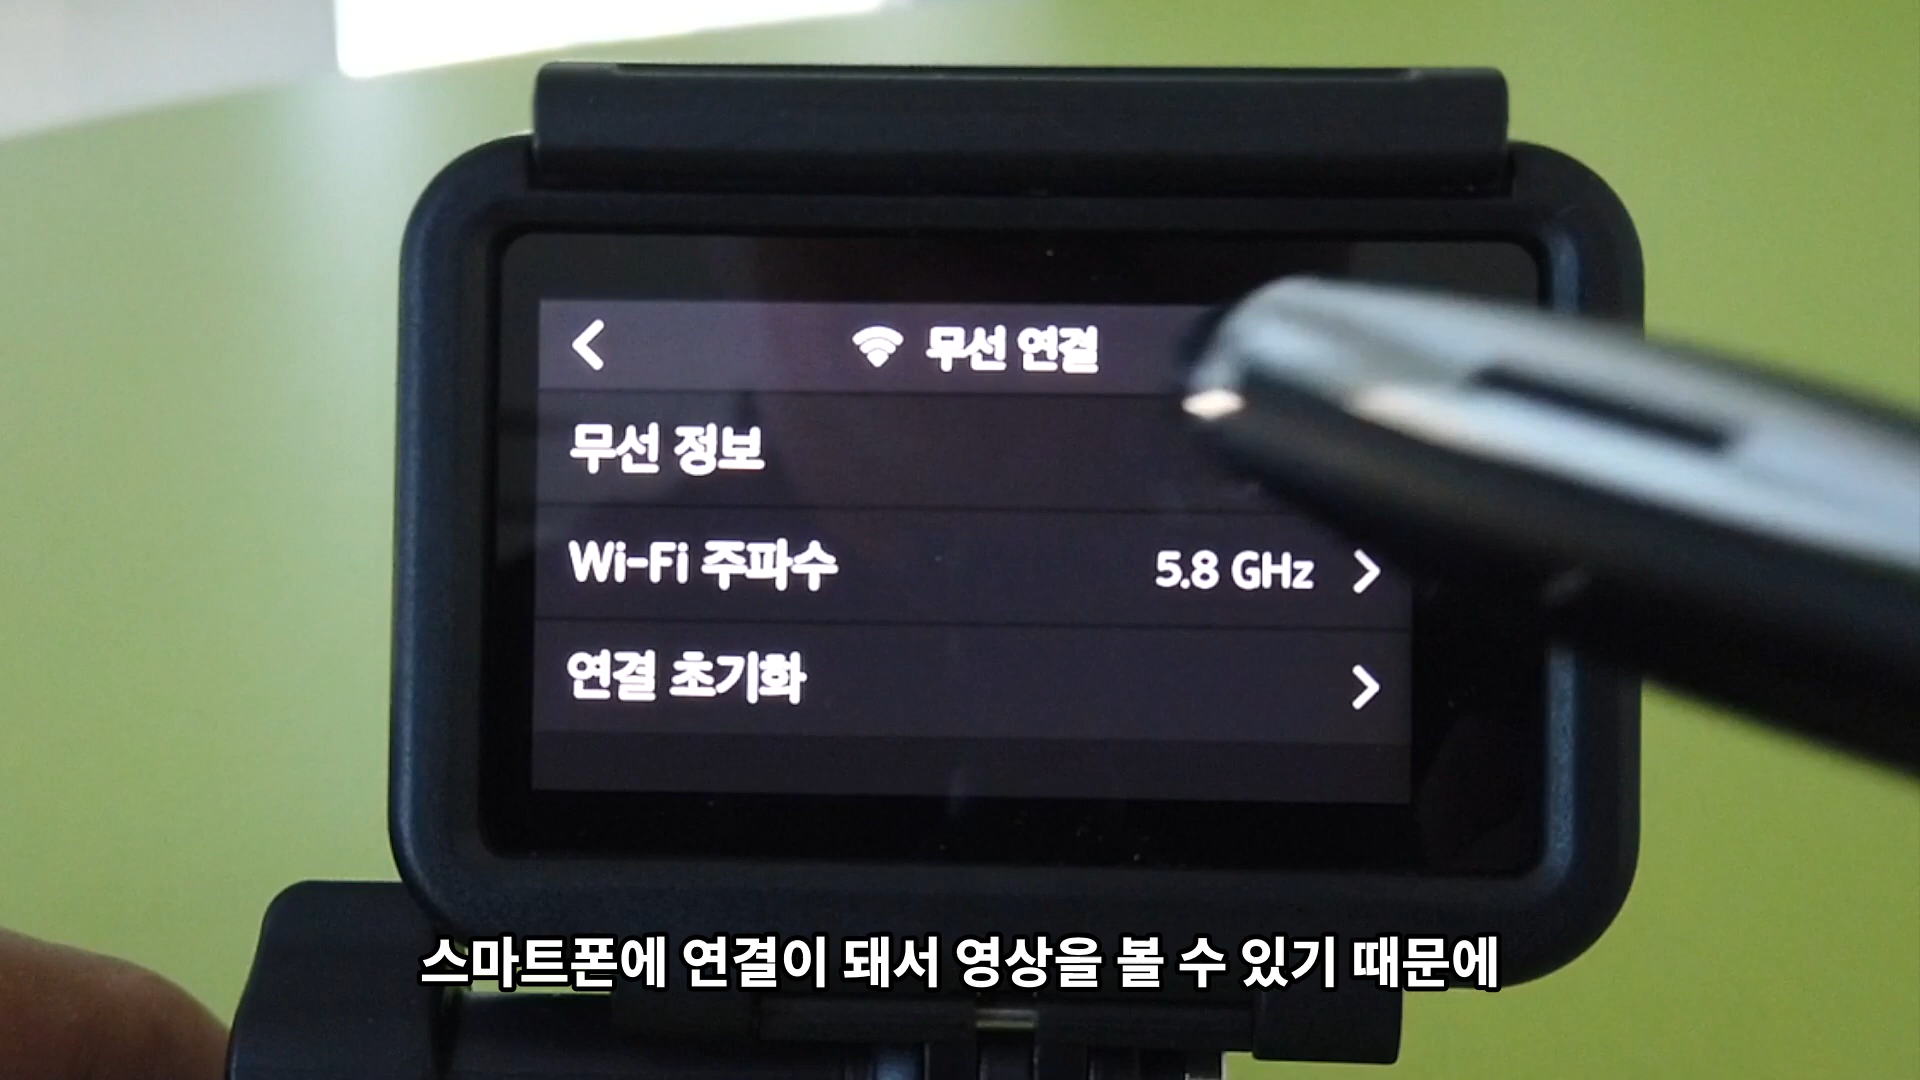 무선 연결
무선 정보
Wi-Fi 주파수 5.8 GHz
연결 초기화
스마트폰에 연결이 돼서 영상을 볼 수 있기 때문에